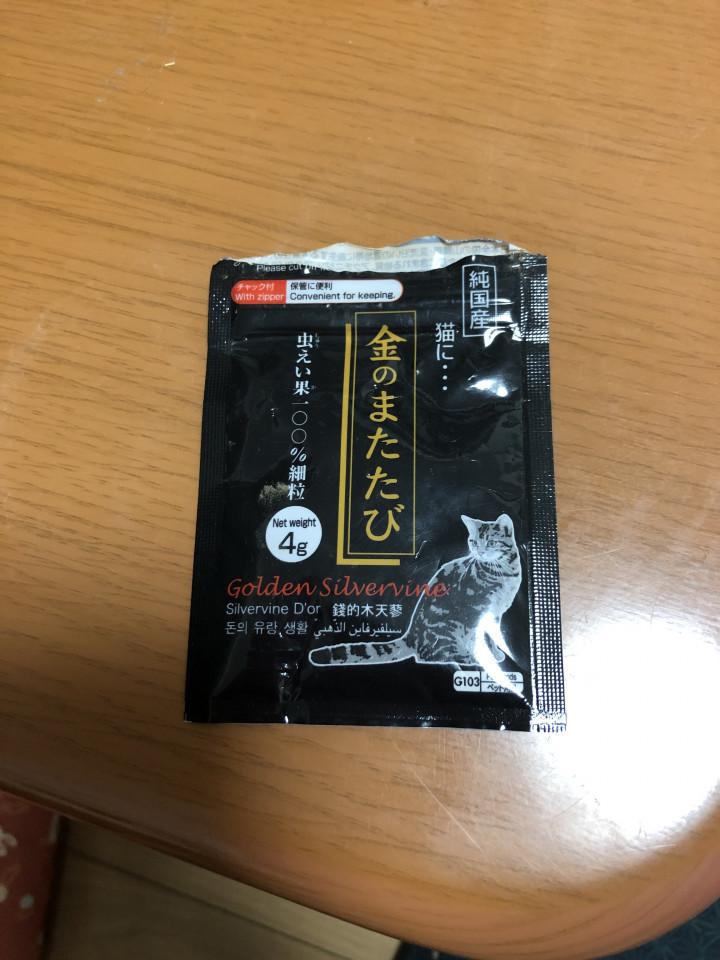 Please cut
チャック付
With zipper
保管に便利
Convenient for keeping.
純国産
猫に・・・
金のまたたび
虫えい果一〇〇%細粒
Net weight
4g
Golden Silvervine
Silvervine D'or 錢的木天蓼
돈의 유랑, 생활 سيلفيرفاين الذهبي
G103